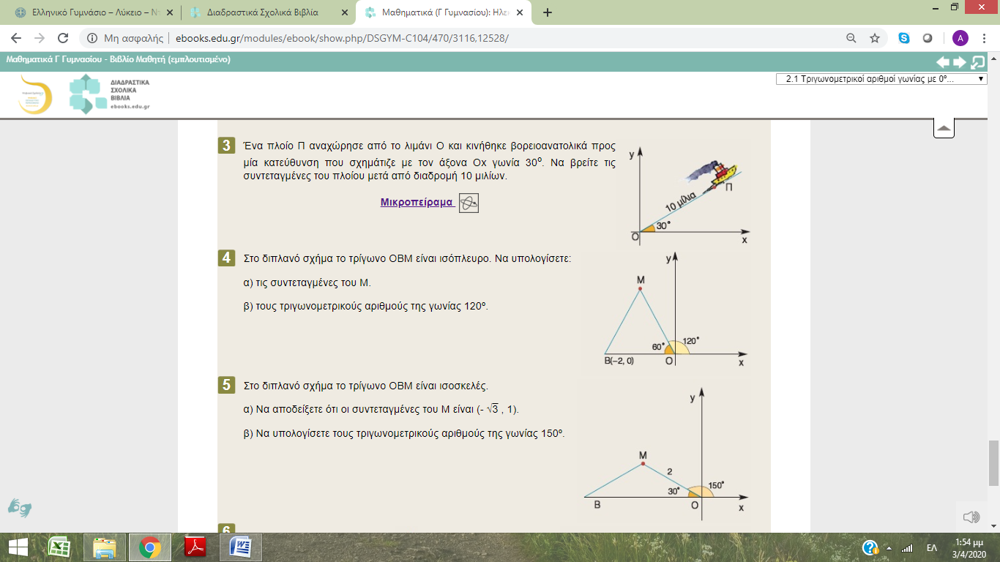 Ελληνικό Γυμνάσιο – Λύκειο – Ντ
Διαδραστικά Σχολικά Βιβλία
Μαθηματικά (Γ Γυμνασίου): Ηλεκ
Μη ασφαλής
ebooks.edu.gr/modules/ebook/show.php/DSGYM-C104/470/3116,12528/
A
Μαθηματικά Γ Γυμνασίου - Βιβλίο Μαθητή (εμπλουτισμένο)
ΔΙΑΔΡΑΣΤΙΚΑ
ΣΧΟΛΙΚΑ
ΒΙΒΛΙΑ
ebooks.edu.gr
2.1 Τριγωνομετρικοί αριθμοί γωνίας με 0º...
3 Ένα πλοίο Π αναχώρησε από το λιμάνι Ο και κινήθηκε βορειοανατολικά προς
μία κατεύθυνση που σχημάτιζε με τον άξονα Οx γωνία 30º. Να βρείτε τις
συντεταγμένες του πλοίου μετά από διαδρομή 10 μιλίων.
Μικροπείραμα
y
Π
10 μίλια
30°
O
x
4 Στο διπλανό σχήμα το τρίγωνο ΟΒΜ είναι ισόπλευρο. Να υπολογίσετε:
α) τις συντεταγμένες του Μ.
β) τους τριγωνομετρικούς αριθμούς της γωνίας 120º.
y
M
60°
120°
B(−2, 0)
O
x
5 Στο διπλανό σχήμα το τρίγωνο ΟΒΜ είναι ισοσκελές.
α) Να αποδείξετε ότι οι συντεταγμένες του Μ είναι (- √3 , 1).
β) Να υπολογίσετε τους τριγωνομετρικούς αριθμούς της γωνίας 150º.
y
M
2
30°
150°
B
O
x
6
ΕΛ
1:54 μμ
3/4/2020